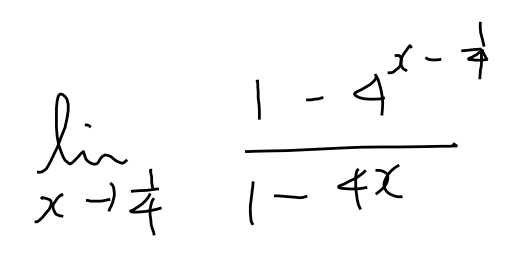 lim x→1/4 (1 - 4^(x - 1/4)) / (1 - 4x)